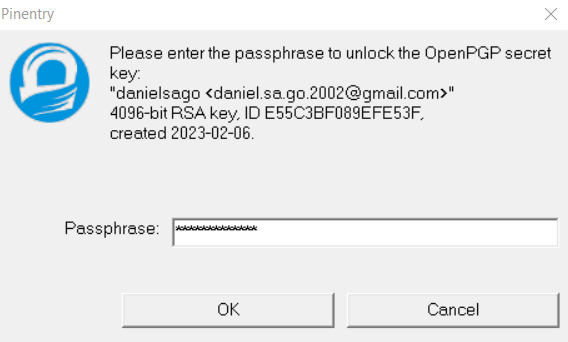 Pinentry
Please enter the passphrase to unlock the OpenPGP secret
key:
"danielsago <daniel.sa.go.2002@gmail.com>"
4096-bit RSA key, ID E55C3BF089EFE53F,
created 2023-02-06.
Passphrase: **************
OK Cancel